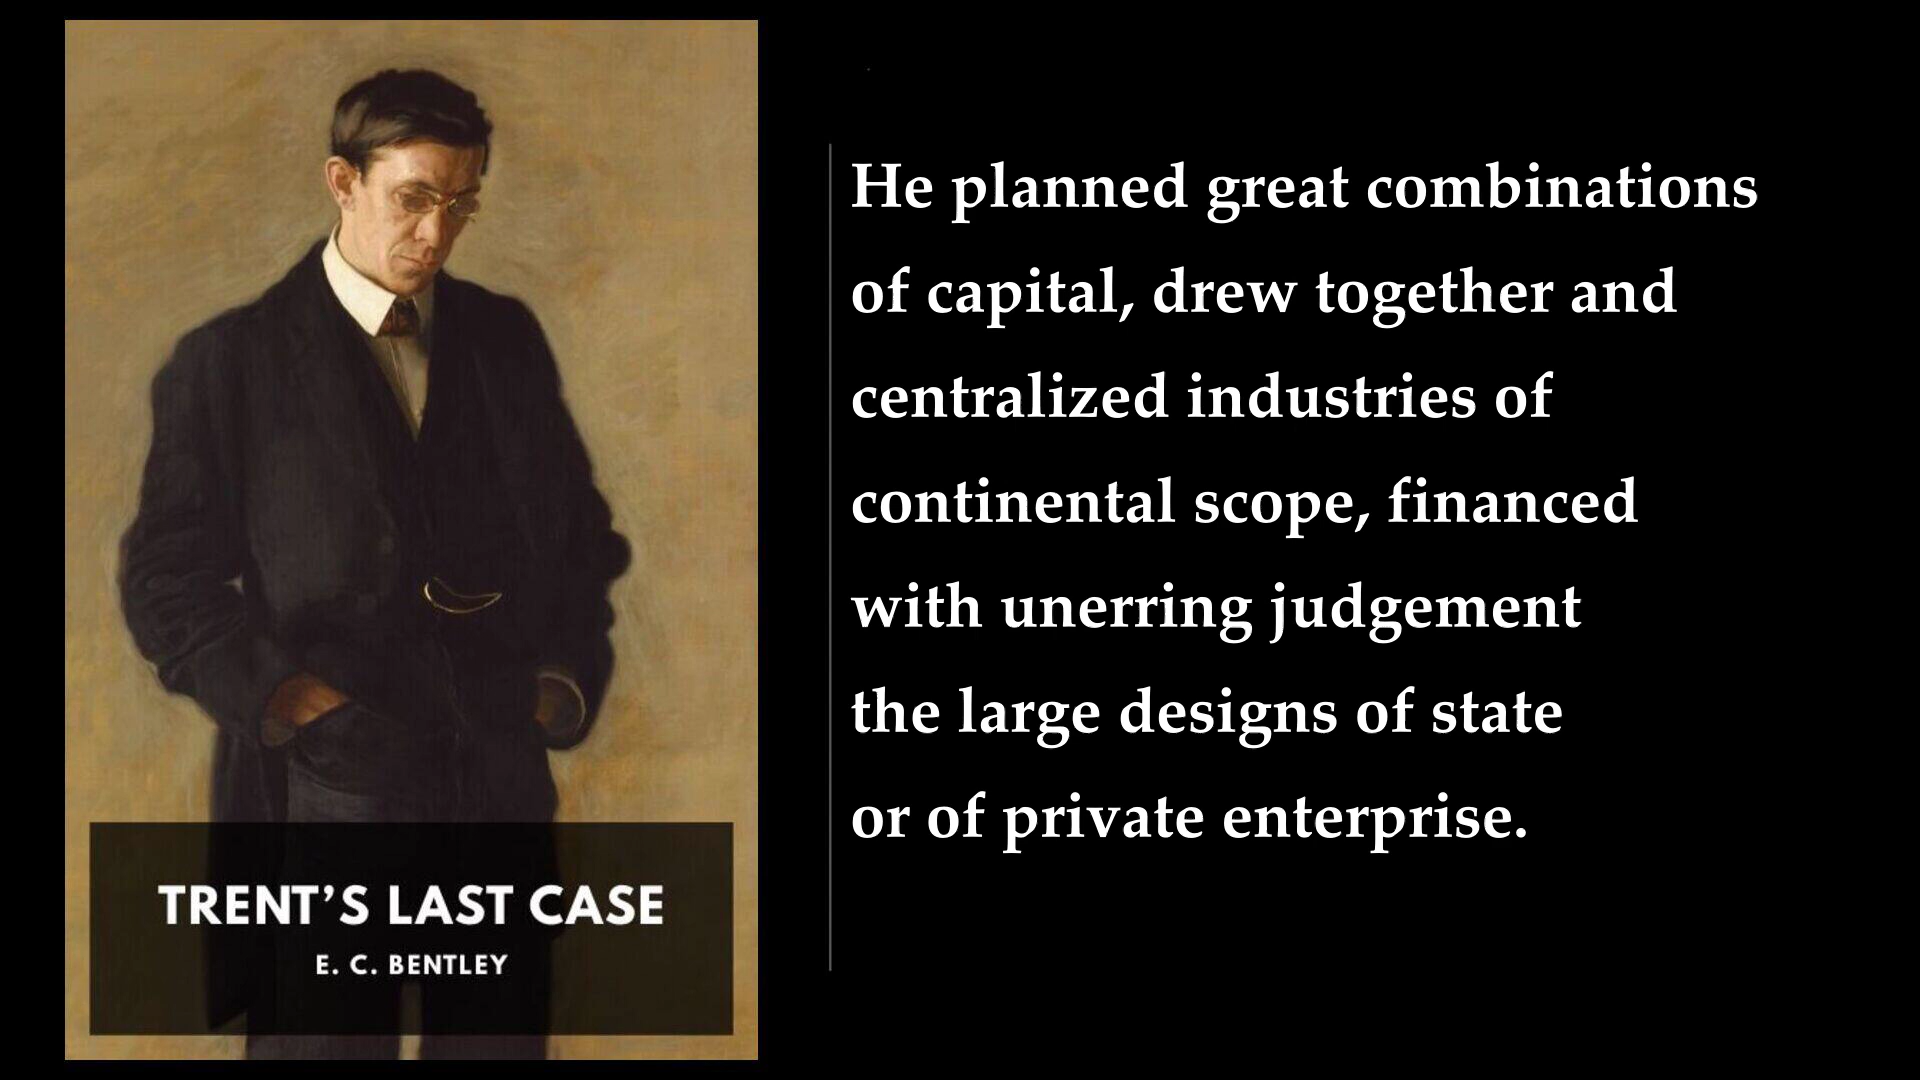 TRENT’S LAST CASE
E. C. BENTLEY
He planned great combinations
of capital, drew together and
centralized industries of
continental scope, financed
with unerring judgement
the large designs of state
or of private enterprise.